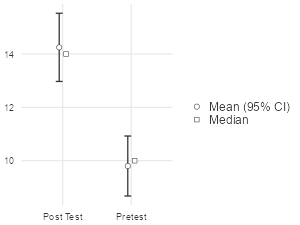 14
12
10
Post Test
Pretest
Mean (95% CI)
Median